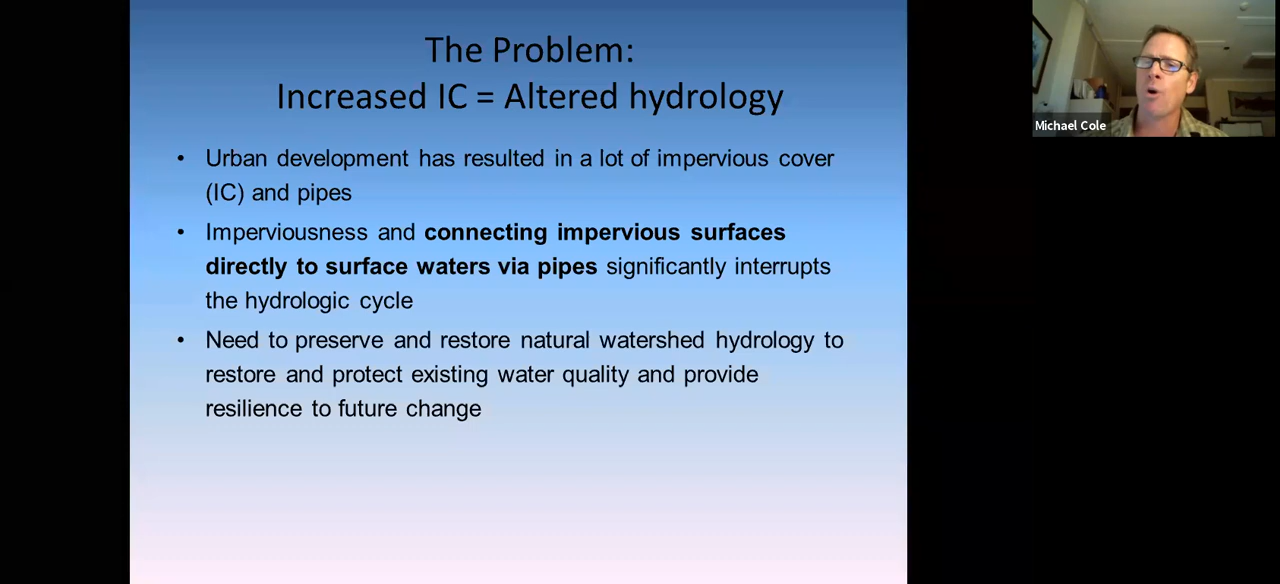 The Problem:
Increased IC = Altered hydrology
• Urban development has resulted in a lot of impervious cover
(IC) and pipes
• Imperviousness and connecting impervious surfaces
directly to surface waters via pipes significantly interrupts
the hydrologic cycle
• Need to preserve and restore natural watershed hydrology to
restore and protect existing water quality and provide
resilience to future change
Michael Cole